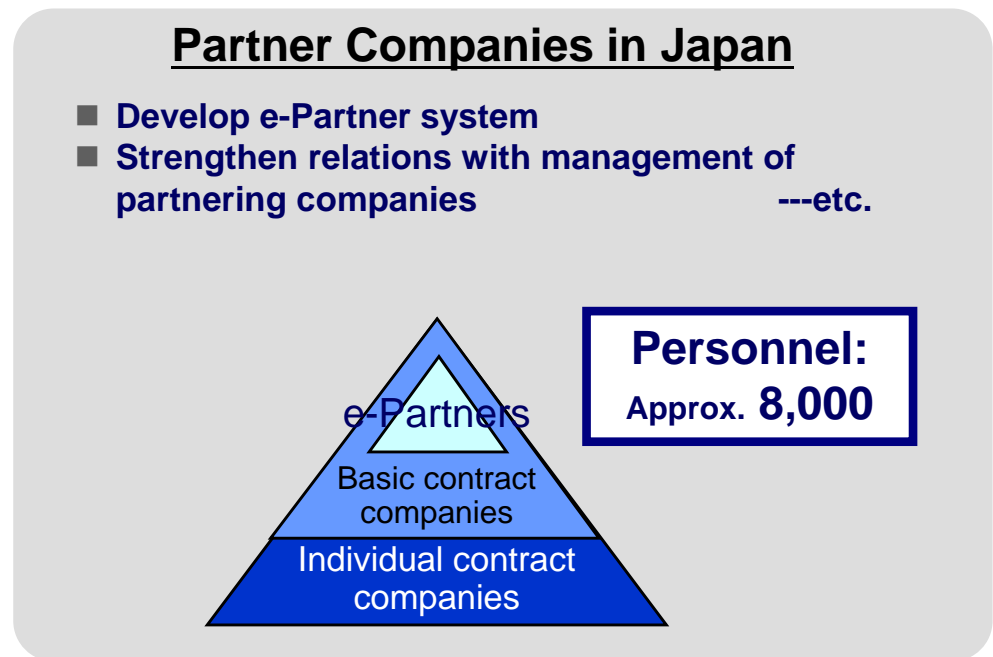 Partner Companies in Japan
Develop e-Partner system
Strengthen relations with management of
partnering companies ---etc.
Personnel:
Approx. 8,000
e-Partners
Basic contract
companies
Individual contract
companies